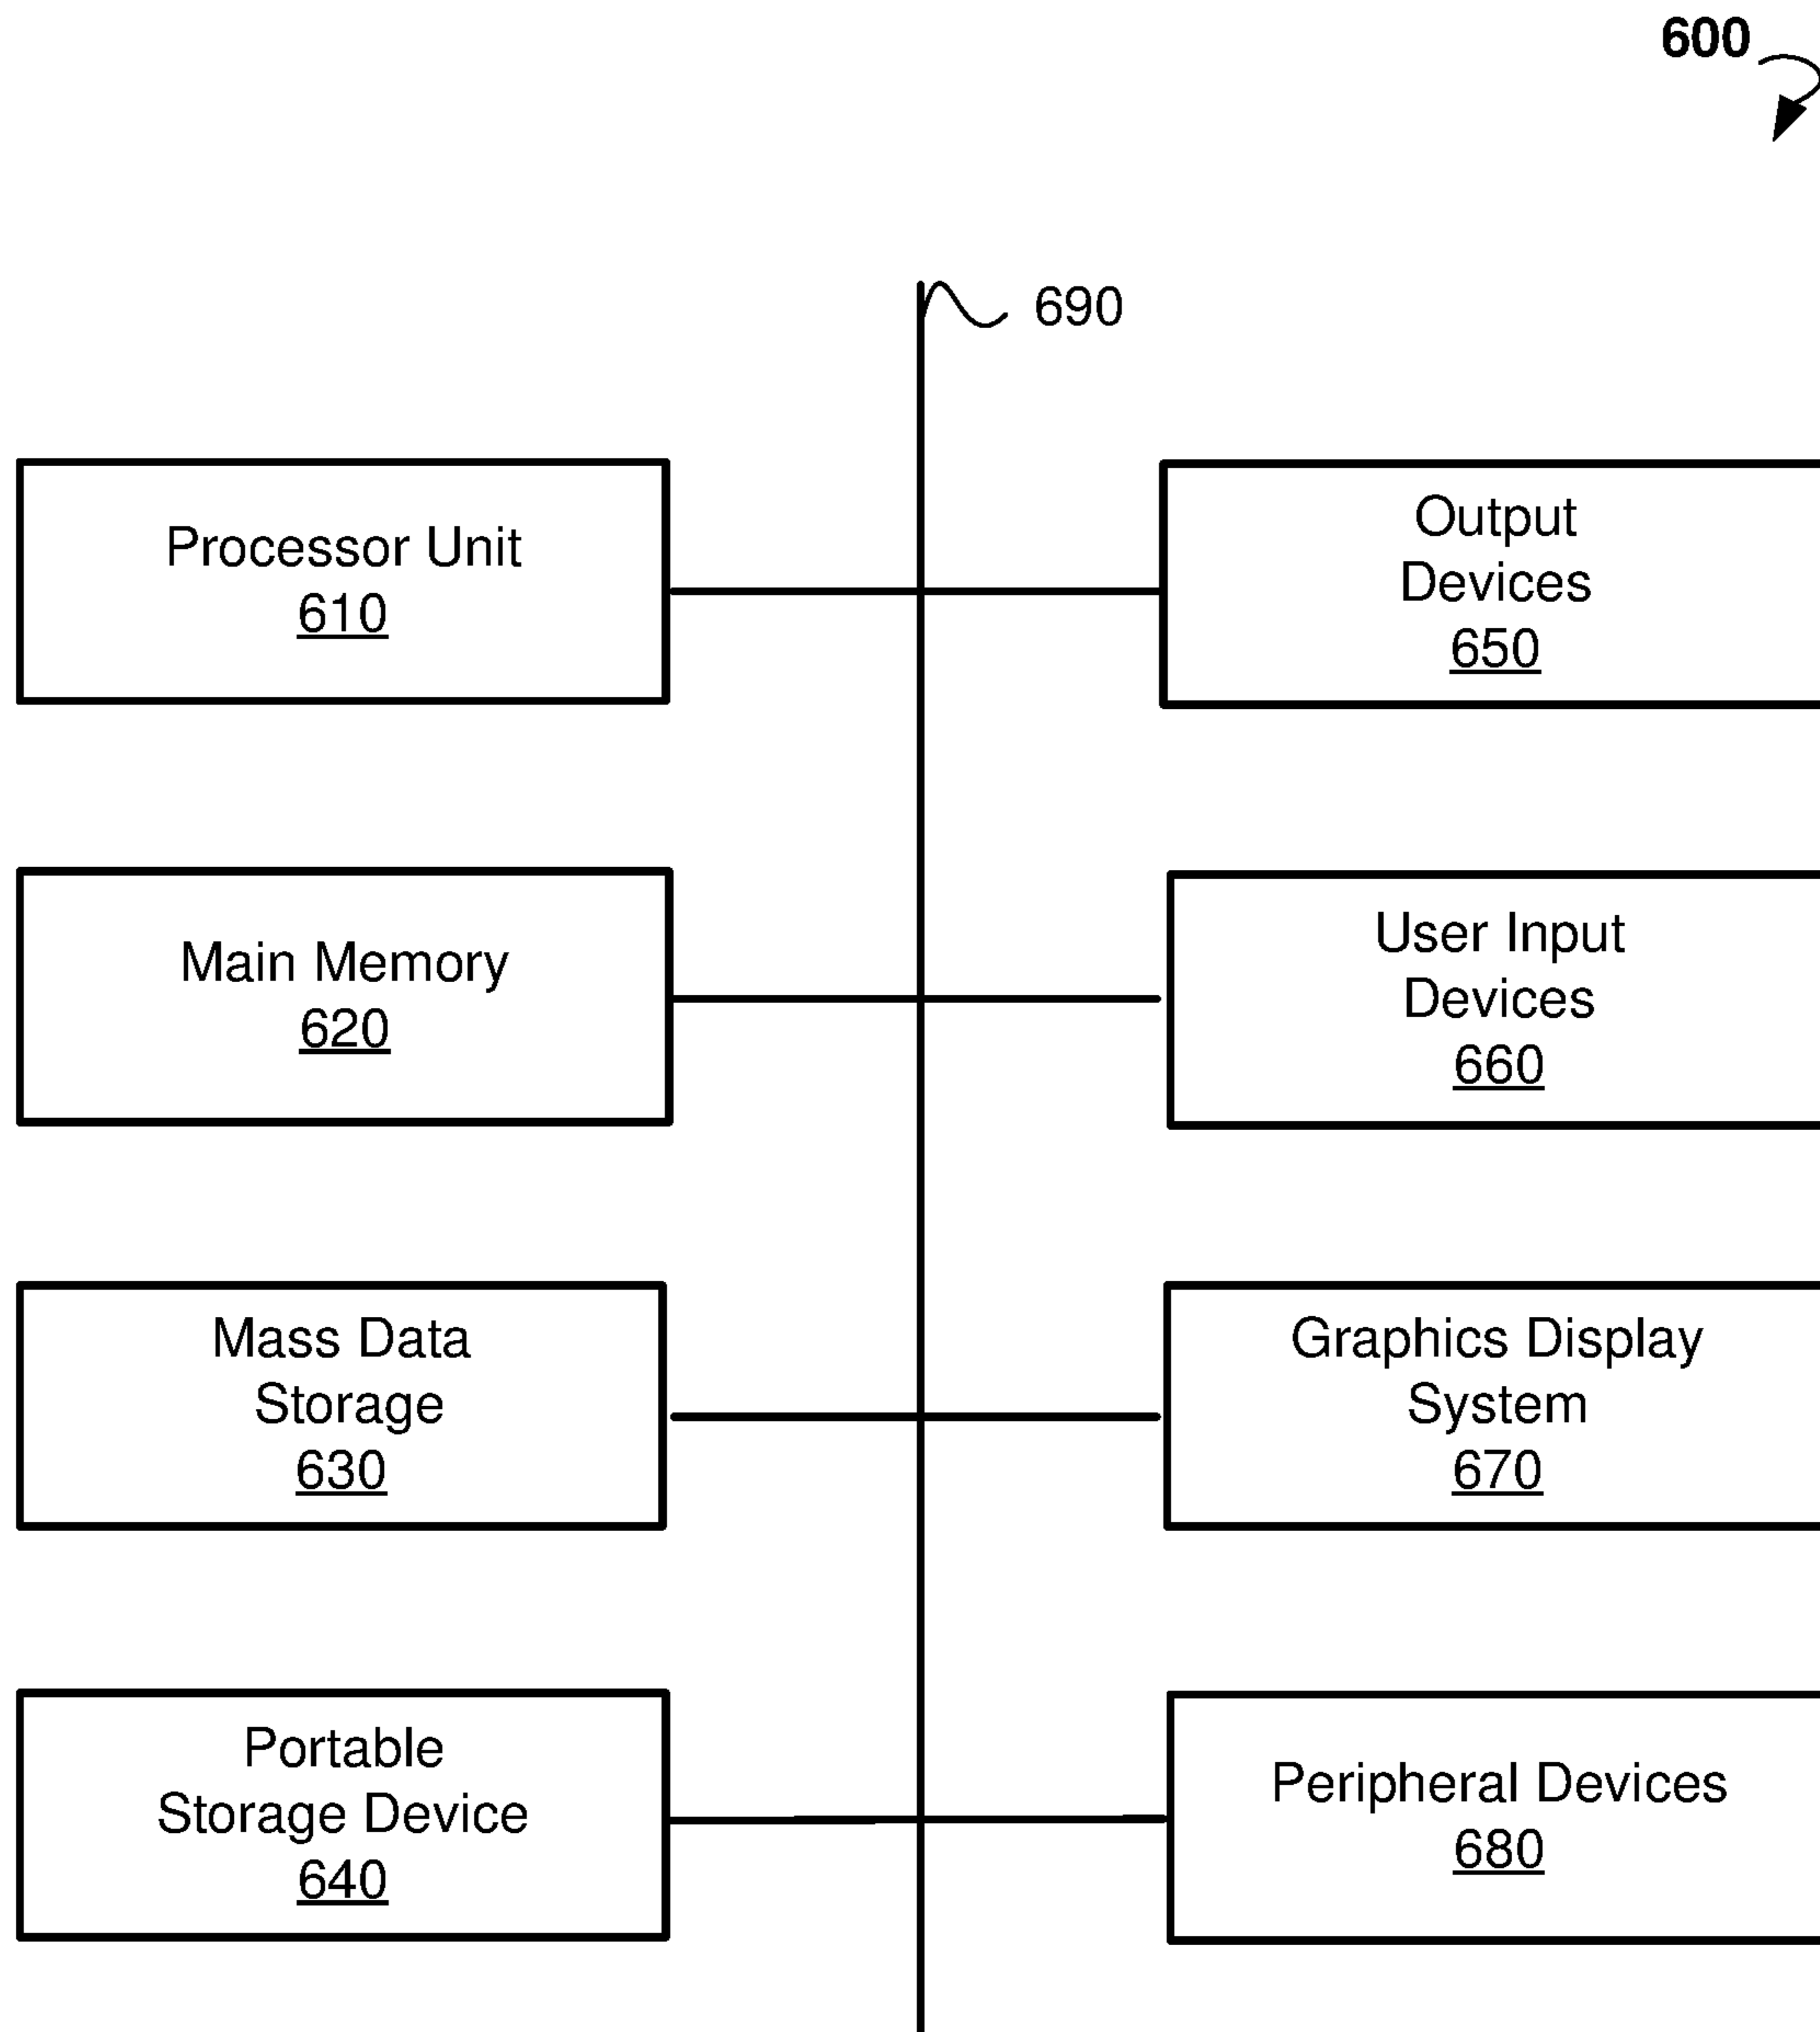 600
690
Processor Unit
610
Output
Devices
650
Main Memory
620
User Input
Devices
660
Mass Data
Storage
630
Graphics Display
System
670
Portable
Storage Device
640
Peripheral Devices
680